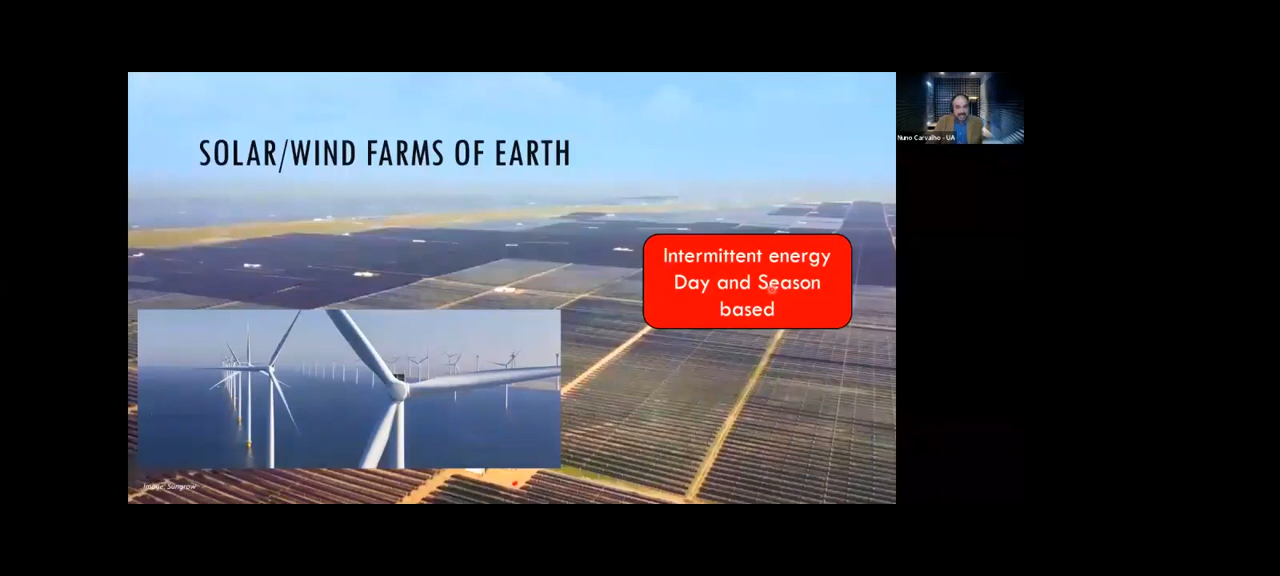 SOLAR/WIND FARMS OF EARTH
Intermittent energy
Day and Season
based
Nuno Carvalho - UA
Image: Sungrow